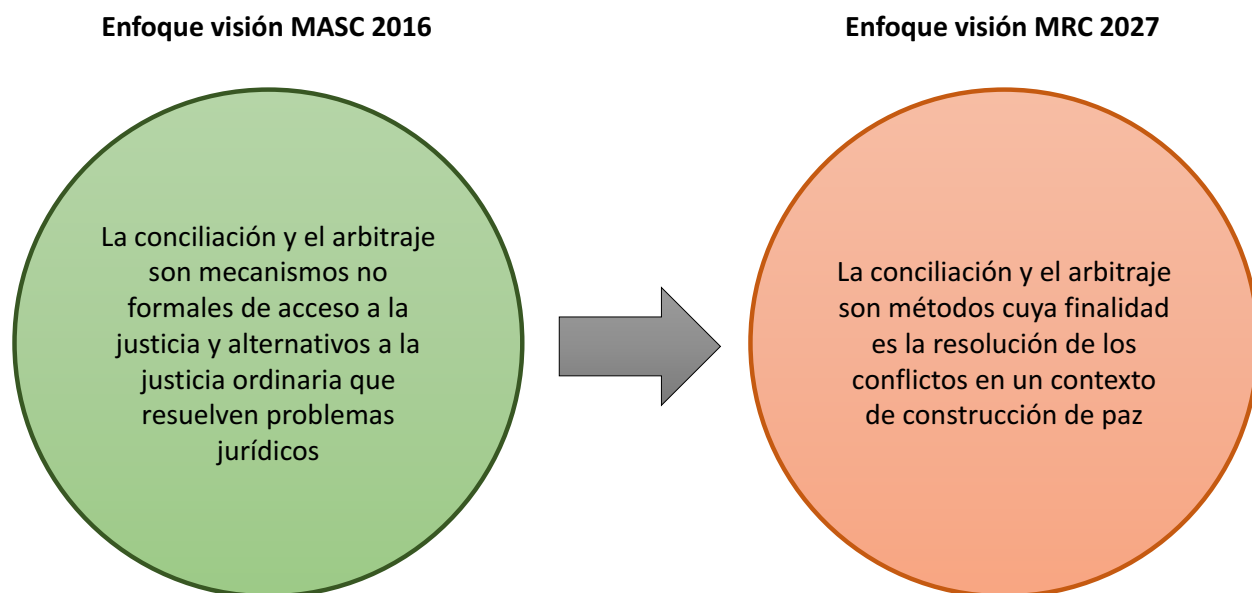 Enfoque visión MASC 2016
Enfoque visión MRC 2027
La conciliación y el arbitraje
son mecanismos no
formales de acceso a la
justicia y alternativos a la
justicia ordinaria que
resuelven problemas
jurídicos
La conciliación y el arbitraje
son métodos cuya finalidad
es la resolución de los
conflictos en un contexto
de construcción de paz